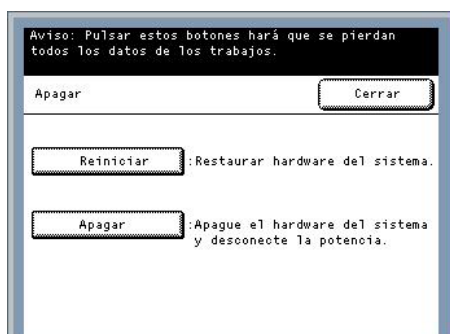 Aviso: Pulsar estos botones hará que se pierdan
todos los datos de los trabajos.
Apagar
Cerrar
Reiniciar :Restaurar hardware del sistema.
Apagar :Apague el hardware del sistema
y desconecte la potencia.